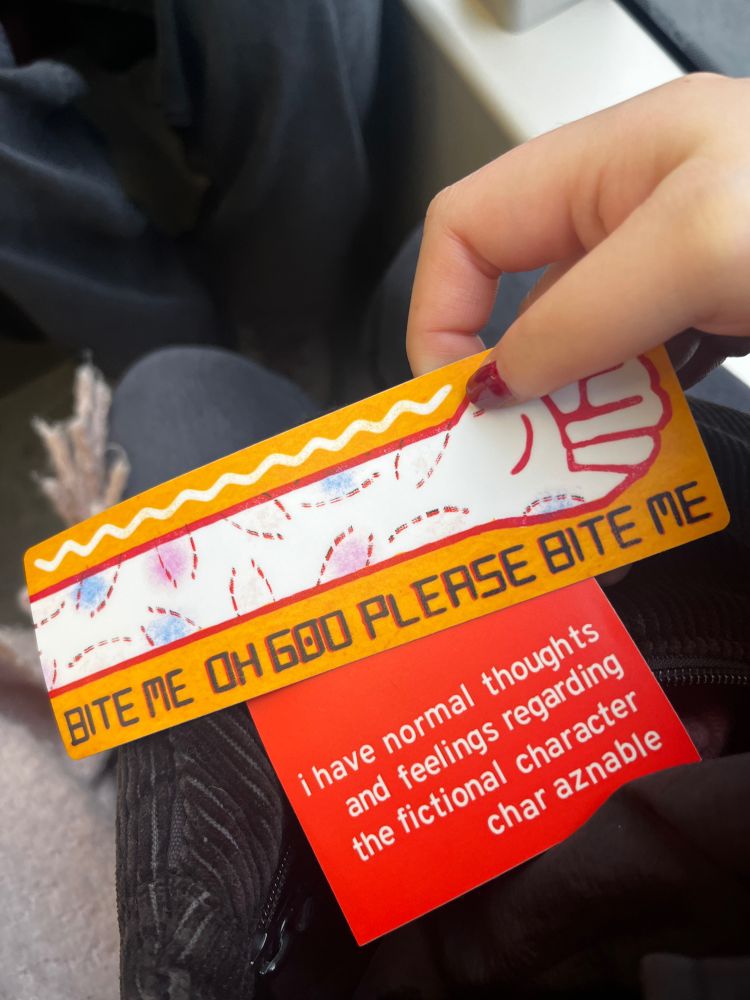 BITE ME OH GOD PLEASE BITE ME
i have normal thoughts
and feelings regarding
the fictional character
char aznable